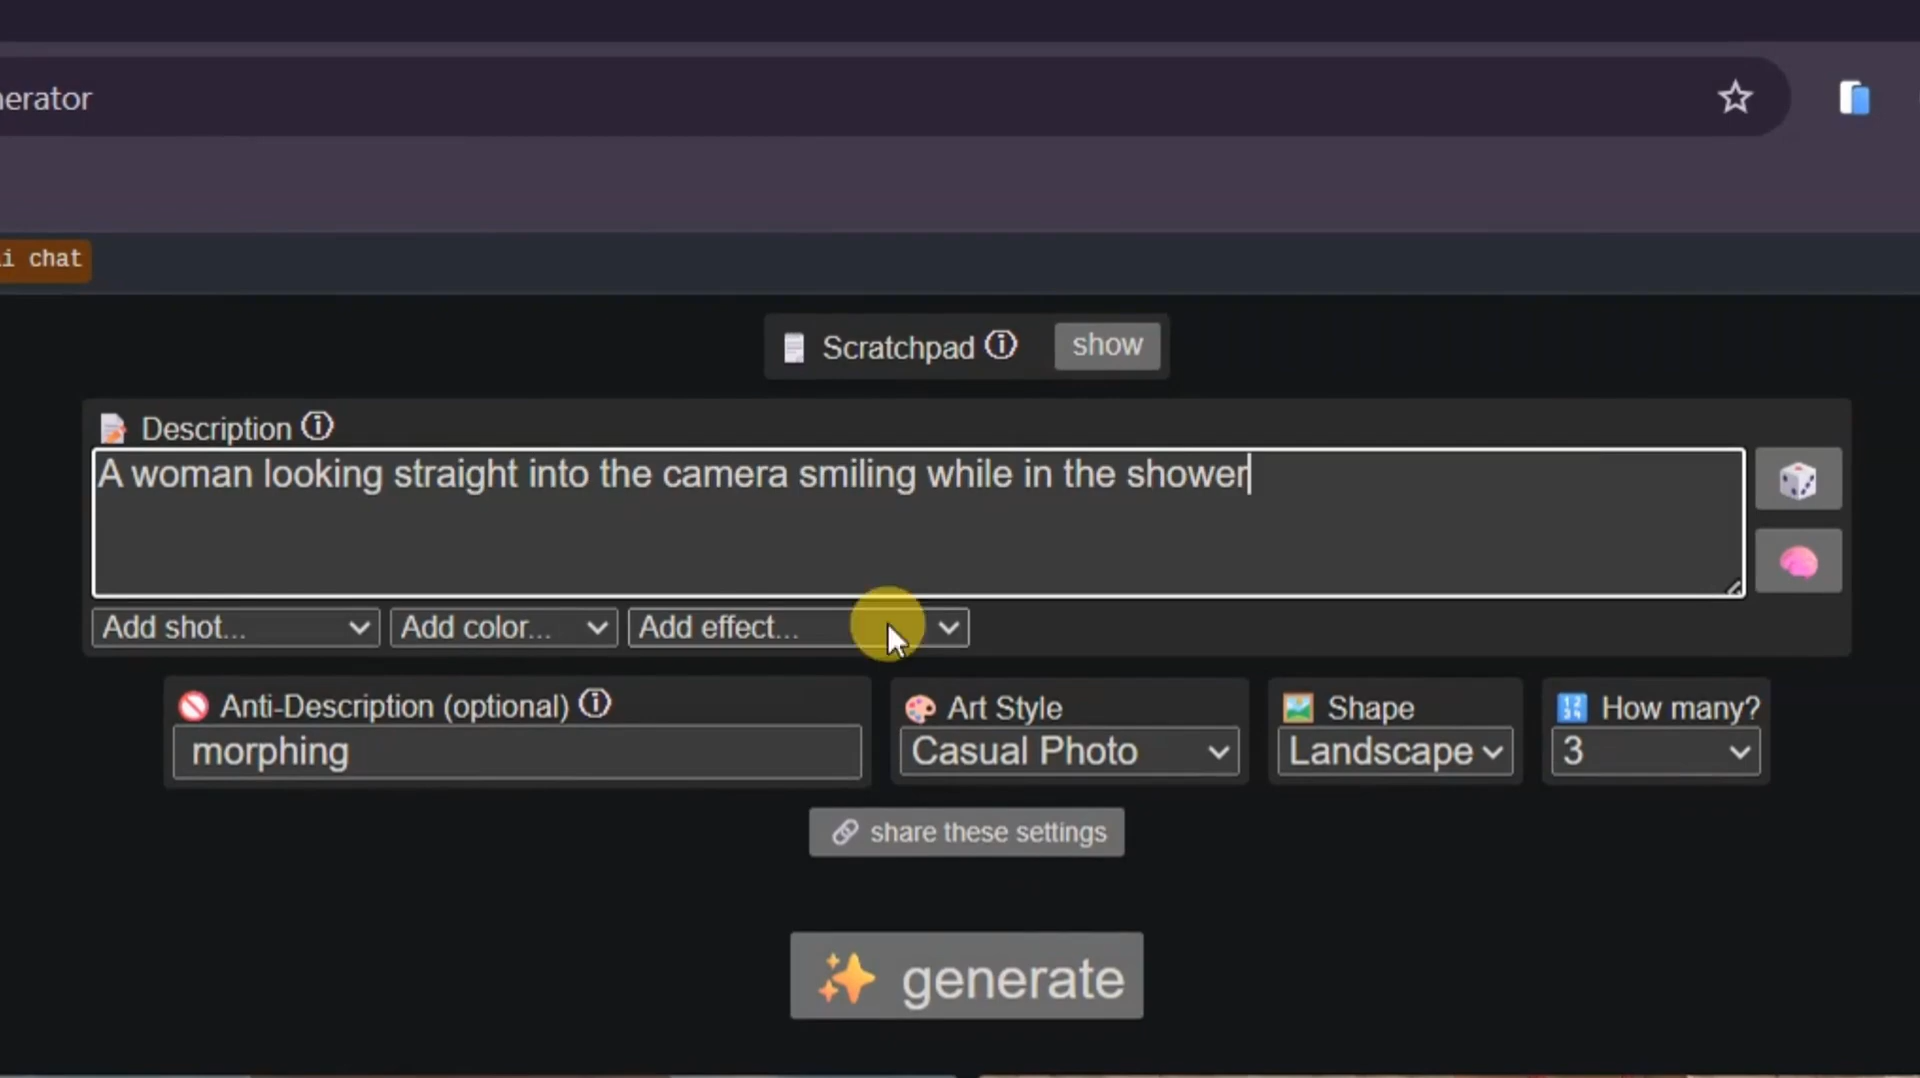 nerator
i chat
Scratchpad ⓘ show
Description ⓘ
A woman looking straight into the camera smiling while in the shower
Add shot... Add color... Add effect...
Anti-Description (optional) ⓘ Art Style Shape How many?
morphing Casual Photo Landscape 3
share these settings
generate